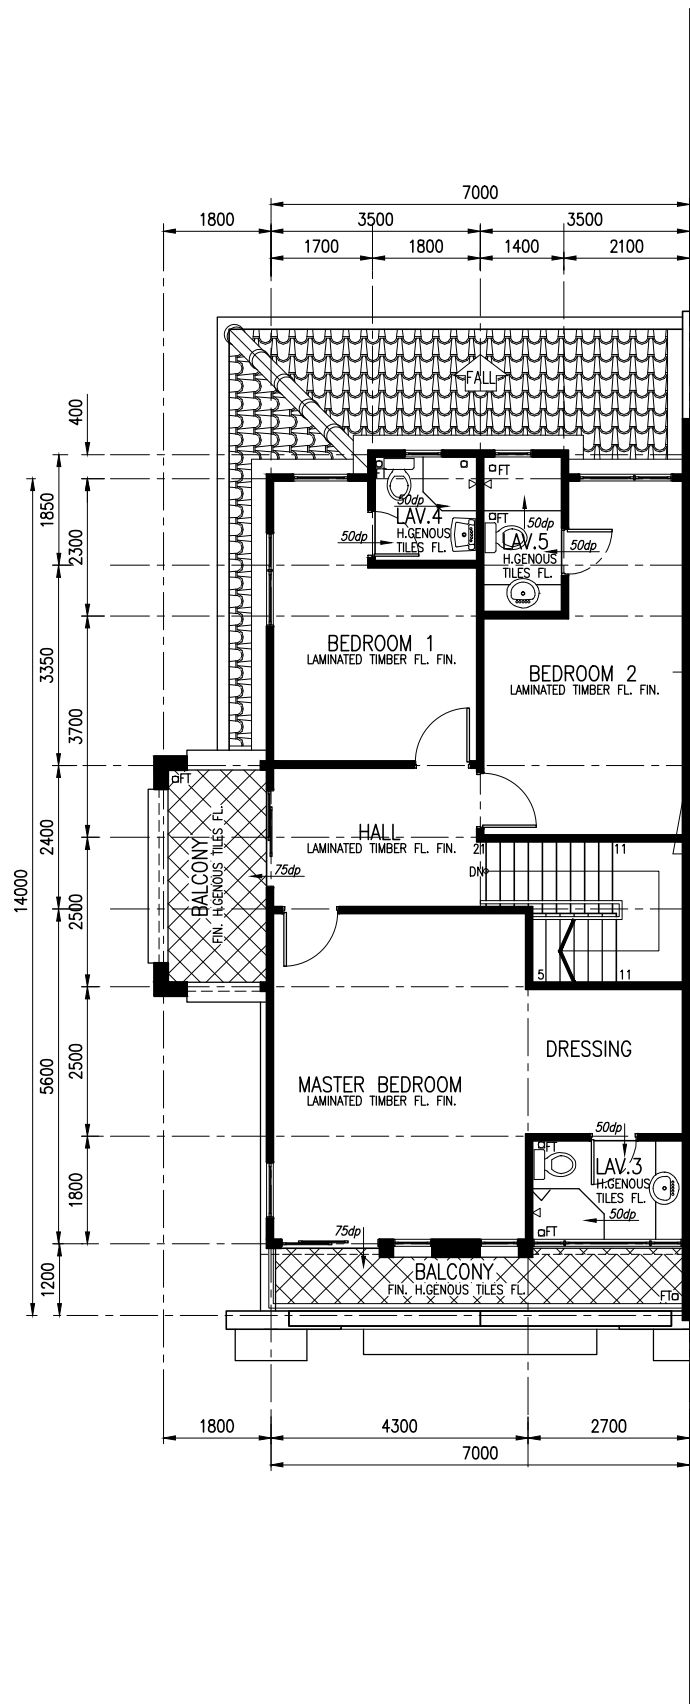 7000
1800
3500
3500
1700
1800
1400
2100
400
FALL
1850
2300
FT
FT
50dp
LAV.4
H.GENOUS
TILES FL.
50dp
FT
50dp
LAV.5
H.GENOUS
TILES FL.
50dp
3350
3700
BEDROOM 1
LAMINATED TIMBER FL. FIN.
BEDROOM 2
LAMINATED TIMBER FL. FIN.
FT
BALCONY
FIN. H.GENOUS TILES FL.
HALL
LAMINATED TIMBER FL. FIN.
75dp
21
11
DN
5
11
2400
2500
14000
DRESSING
MASTER BEDROOM
LAMINATED TIMBER FL. FIN.
2500
5600
50dp
FT
LAV.3
H.GENOUS
TILES FL.
50dp
FT
1800
75dp
BALCONY
FIN. H.GENOUS TILES FL.
FT
1200
1800
4300
2700
7000